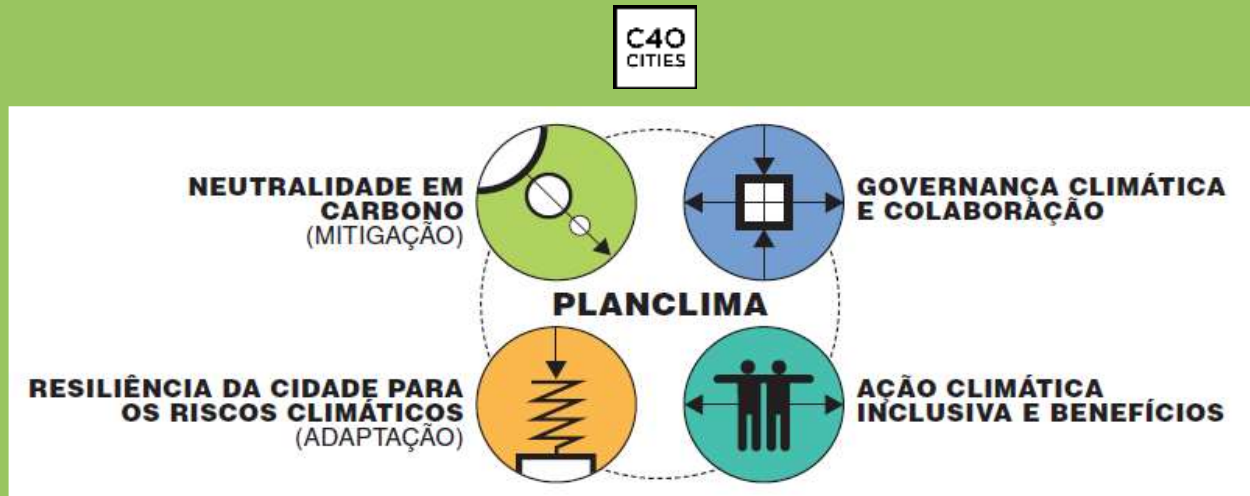 C40
CITIES
NEUTRALIDADE EM
CARBONO
(MITIGAÇÃO)
GOVERNANÇA CLIMÁTICA
E COLABORAÇÃO
PLANCLIMA
RESILIÊNCIA DA CIDADE PARA
OS RISCOS CLIMÁTICOS
(ADAPTAÇÃO)
AÇÃO CLIMÁTICA
INCLUSIVA E BENEFÍCIOS